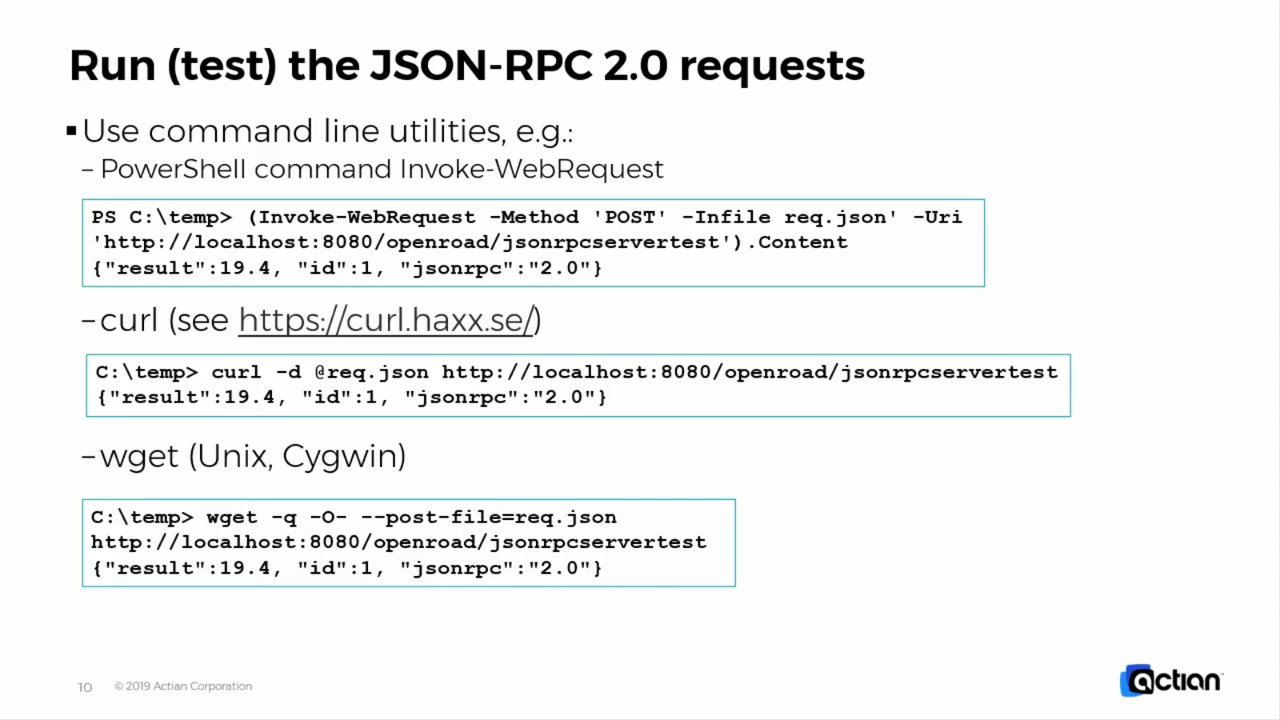 Run (test) the JSON-RPC 2.0 requests
▪ Use command line utilities, e.g.:
– PowerShell command Invoke-WebRequest
PS C:\temp> (Invoke-WebRequest -Method 'POST' -Infile req.json' -Uri
'http://localhost:8080/openroad/jsonrpcservertest').Content
{"result":19.4, "id":1, "jsonrpc":"2.0"}
– curl (see https://curl.haxx.se/)
C:\temp> curl -d @req.json http://localhost:8080/openroad/jsonrpcservertest
{"result":19.4, "id":1, "jsonrpc":"2.0"}
– wget (Unix, Cygwin)
C:\temp> wget -q -O- --post-file=req.json
http://localhost:8080/openroad/jsonrpcservertest
{"result":19.4, "id":1, "jsonrpc":"2.0"}
10 © 2019 Actian Corporation
actian